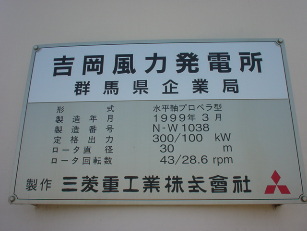 吉岡風力発電所
群馬県企業局
形式 水平軸プロペラ型
製造年月 1999年3月
製造番号 N・W1038
定格出力 300/100 kW
ロータ直径 30 m
ロータ回転数 43/28.6 rpm
製作 三菱重工業株式會社